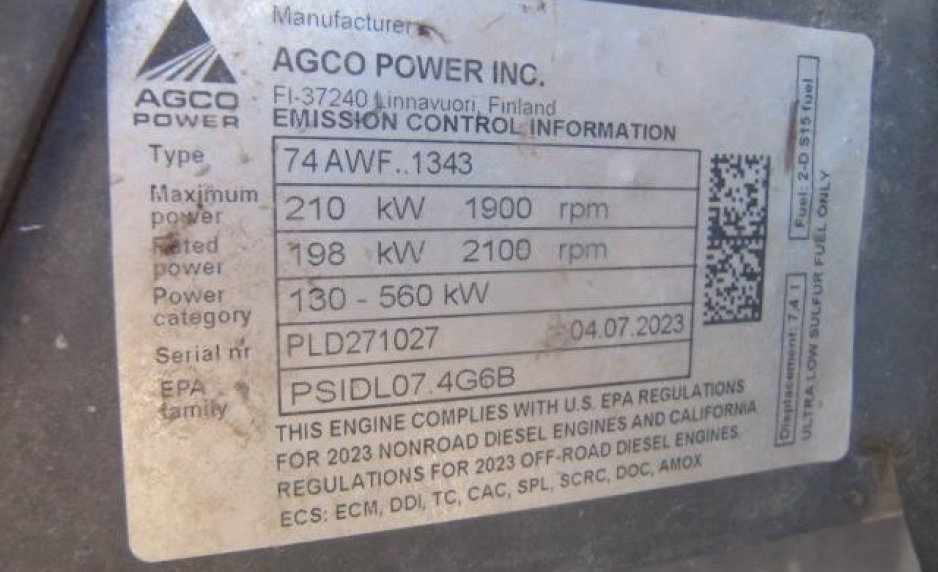 Manufacturer
AGCO POWER INC.
FI-37240 Linnavuori, Finland
EMISSION CONTROL INFORMATION
AGCO
POWER
Type 74 AWF..1343
Maximum power 210 kW 1900 rpm
Rated power 198 kW 2100 rpm
Power category 130 - 560 kW
Serial nr PLD271027 04.07.2023
EPA family PSIDL07.4G6B
THIS ENGINE COMPLIES WITH U.S. EPA REGULATIONS
FOR 2023 NONROAD DIESEL ENGINES AND CALIFORNIA
REGULATIONS FOR 2023 OFF-ROAD DIESEL ENGINES.
ECS: ECM, DDI, TC, CAC, SPL, SCRC, DOC, AMOX
Displacement: 7,4 l
Fuel: 2-D S15 fuel
ULTRA LOW SULFUR FUEL ONLY